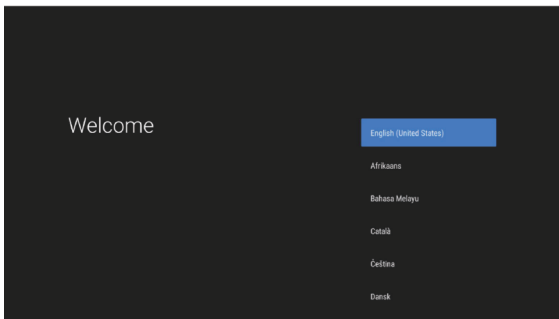 Welcome
English (United States)
Afrikaans
Bahasa Melayu
Català
Čeština
Dansk